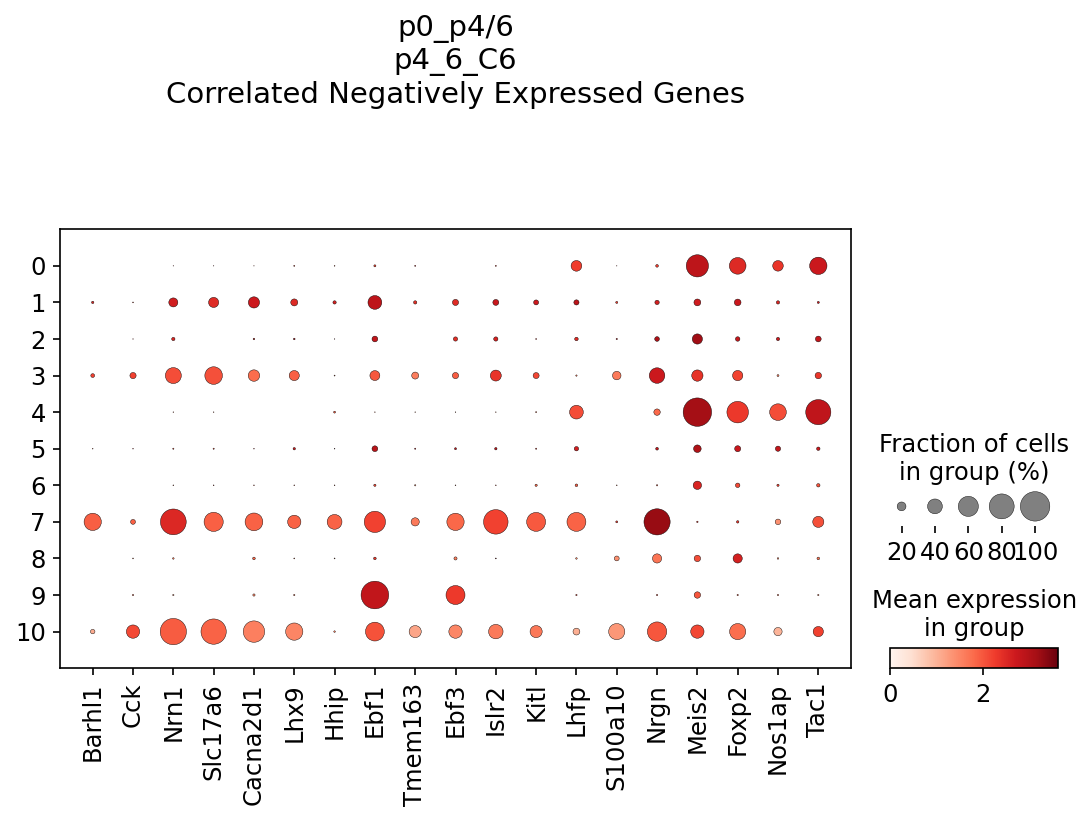 p0_p4/6
p4_6_C6
Correlated Negatively Expressed Genes
0
1
2
3
4
5
6
7
8
9
10
Barhl1
Cck
Nrn1
Slc17a6
Cacna2d1
Lhx9
Hhip
Ebf1
Tmem163
Ebf3
Islr2
Kitl
Lhfp
S100a10
Nrgn
Meis2
Foxp2
Nos1ap
Tac1
Fraction of cells
in group (%)
20 40 60 80 100
Mean expression
in group
0 2